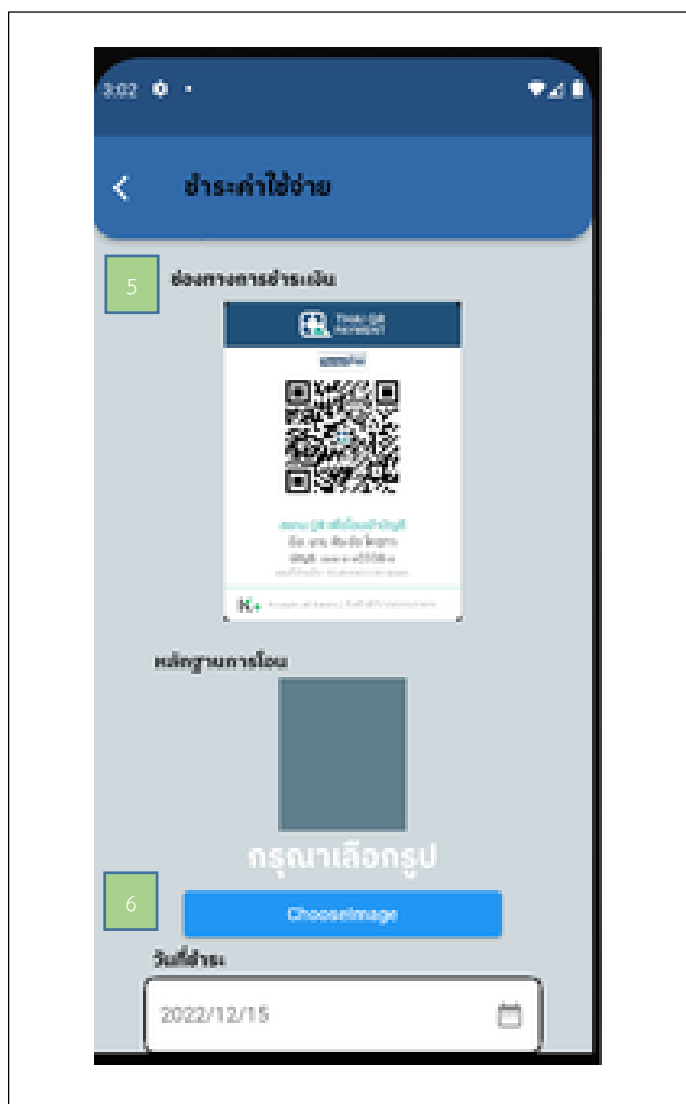 3:02
ชำระค่าใช้จ่าย
5
ช่องทางการชำระเงิน
THAI QR
PAYMENT
หลักฐานการโอน
กรุณาเลือกรูป
6
ChooseImage
วันที่ชำระ
2022/12/15